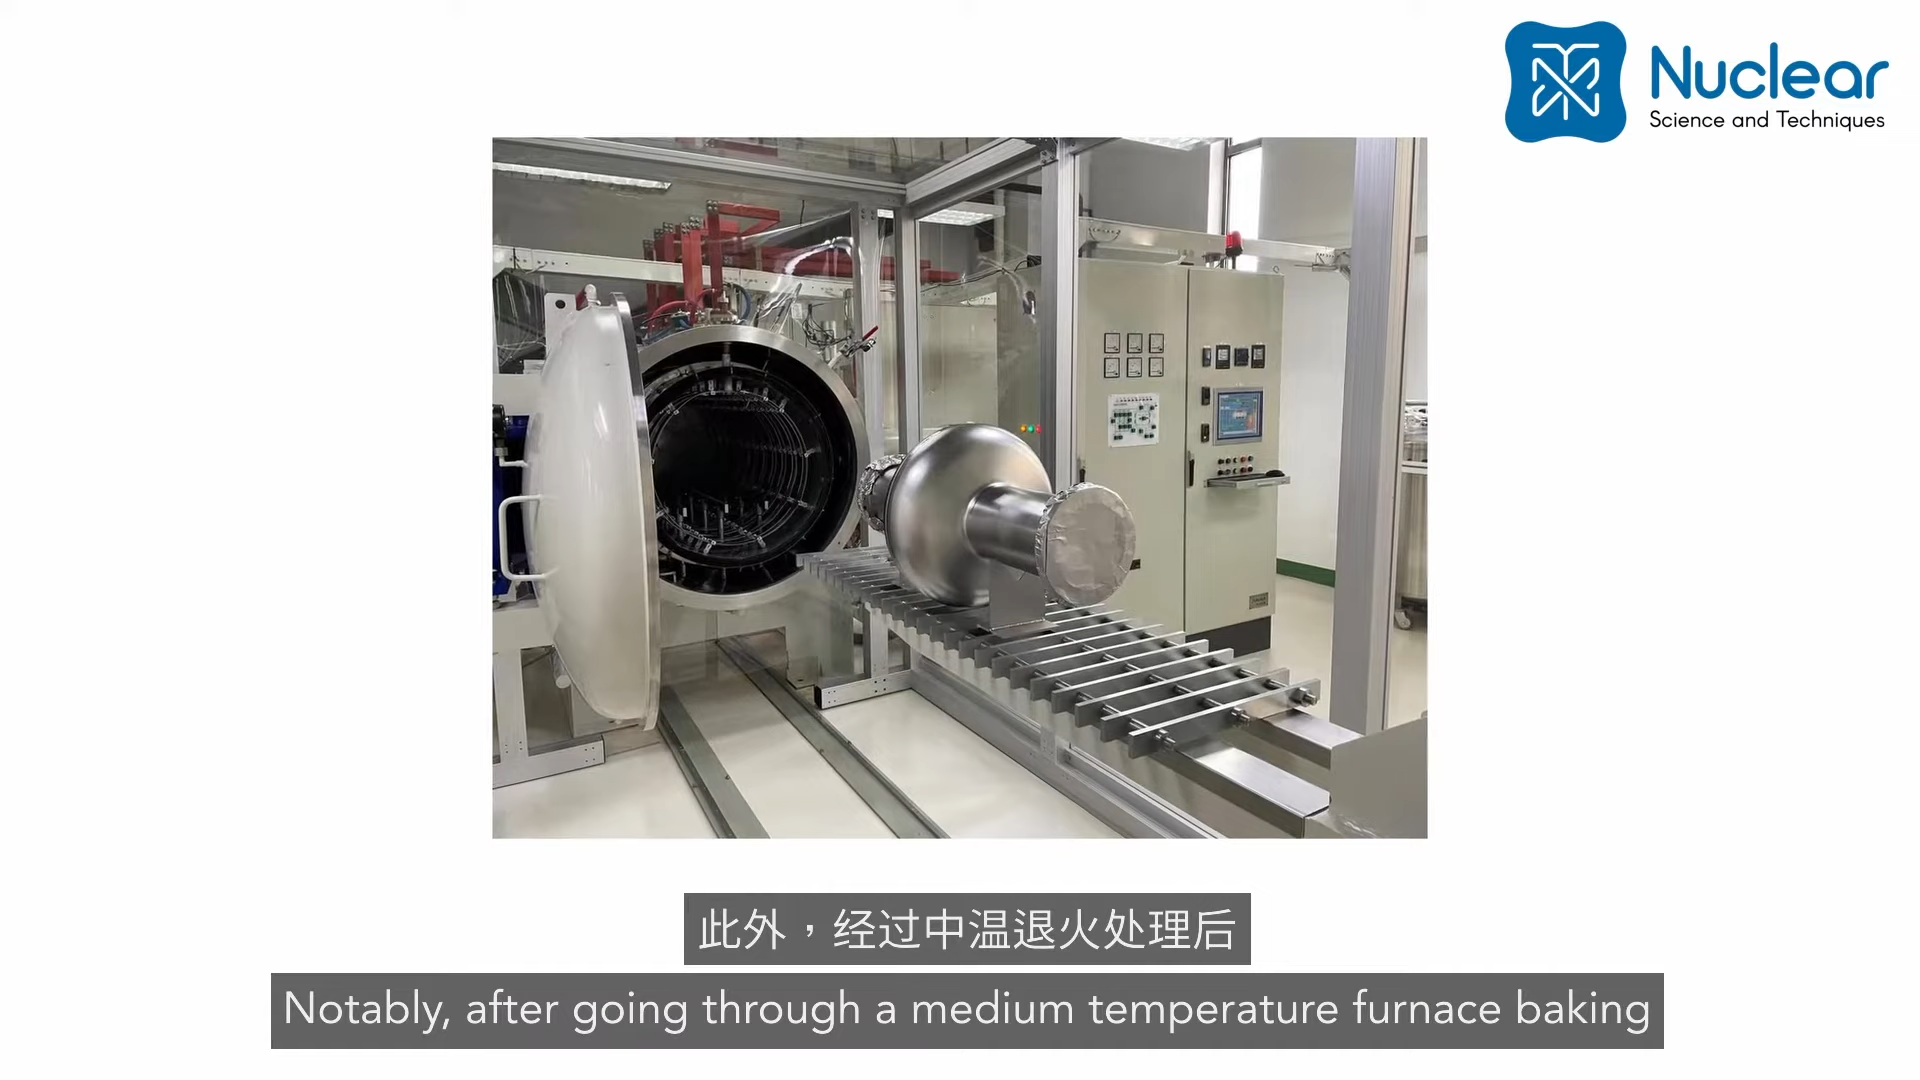 Nuclear
Science and Techniques
此外，经过中温退火处理后
Notably, after going through a medium temperature furnace baking